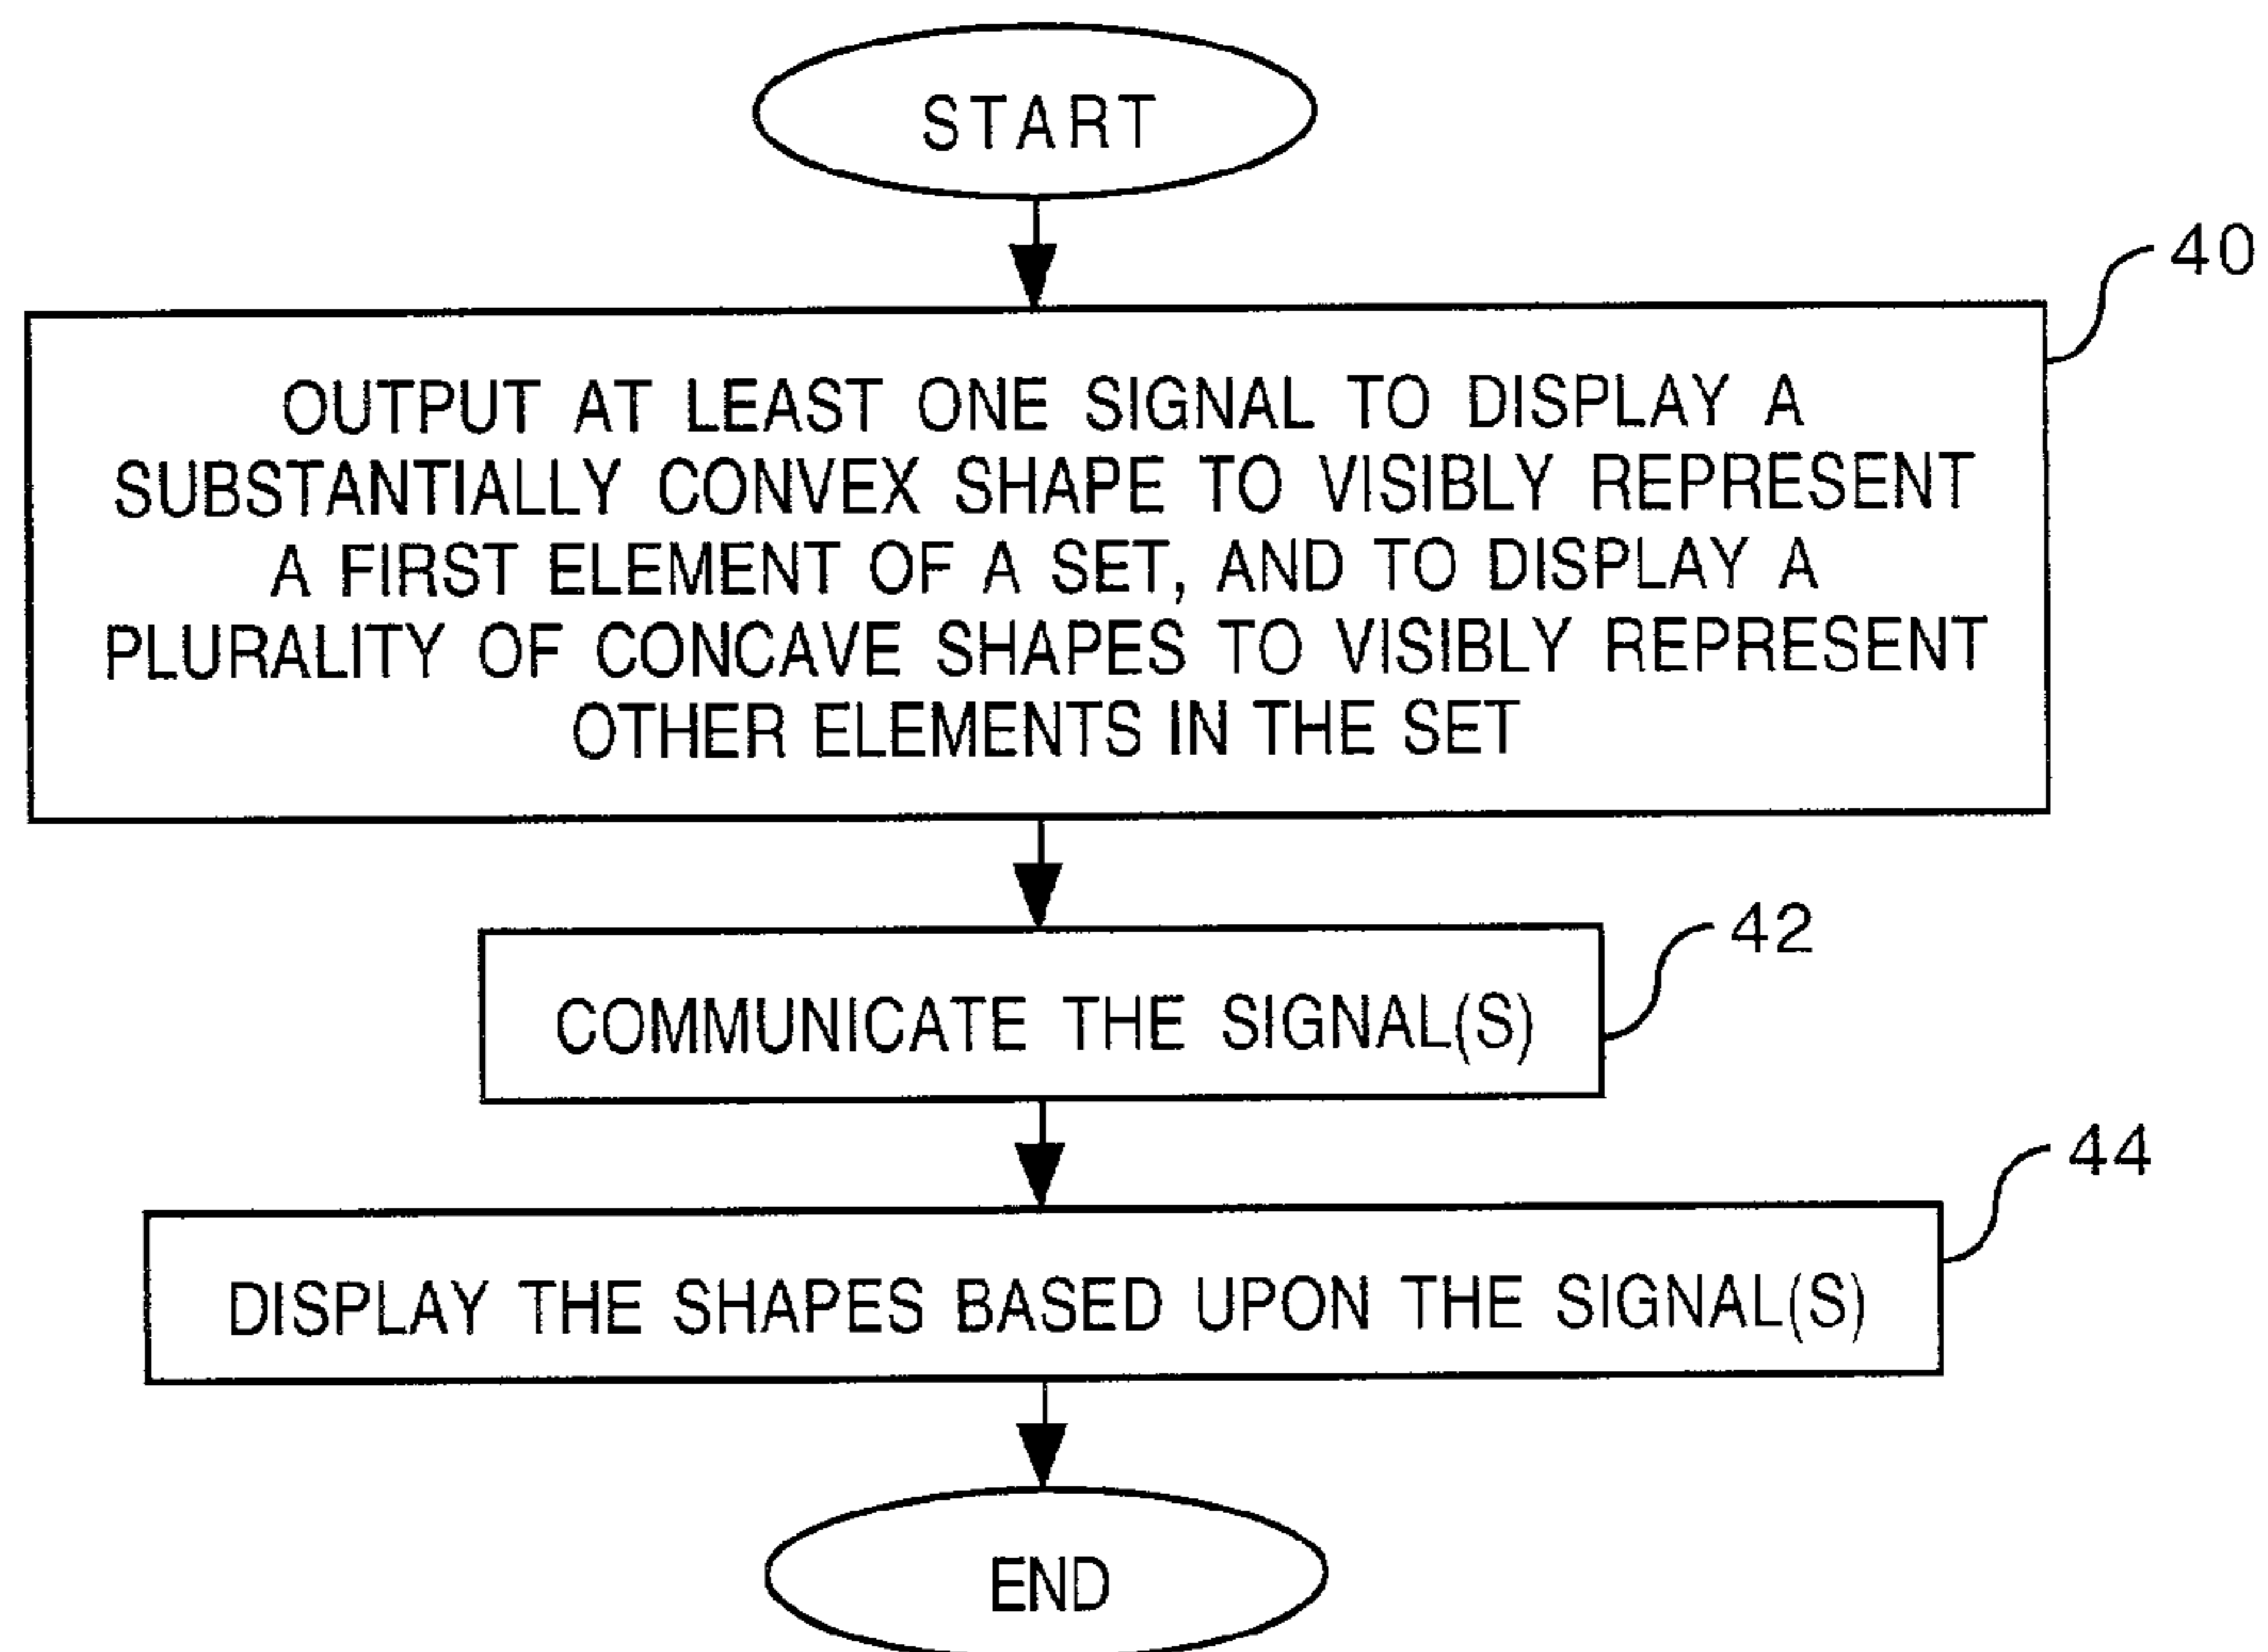 START
40
OUTPUT AT LEAST ONE SIGNAL TO DISPLAY A
SUBSTANTIALLY CONVEX SHAPE TO VISIBLY REPRESENT
A FIRST ELEMENT OF A SET, AND TO DISPLAY A
PLURALITY OF CONCAVE SHAPES TO VISIBLY REPRESENT
OTHER ELEMENTS IN THE SET
42
COMMUNICATE THE SIGNAL(S)
44
DISPLAY THE SHAPES BASED UPON THE SIGNAL(S)
END